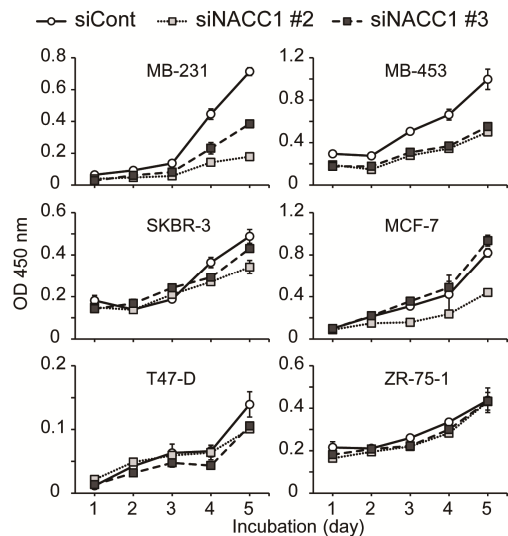 siCont siNACC1 #2 siNACC1 #3
MB-231
0.8
0.6
0.4
0.2
0
MB-453
1.2
0.8
0.4
0
SKBR-3
0.6
0.4
0.2
0
MCF-7
1.2
0.8
0.4
0
T47-D
0.2
0.1
0
1 2 3 4 5
ZR-75-1
0.6
0.4
0.2
0
1 2 3 4 5
OD 450 nm
Incubation (day)